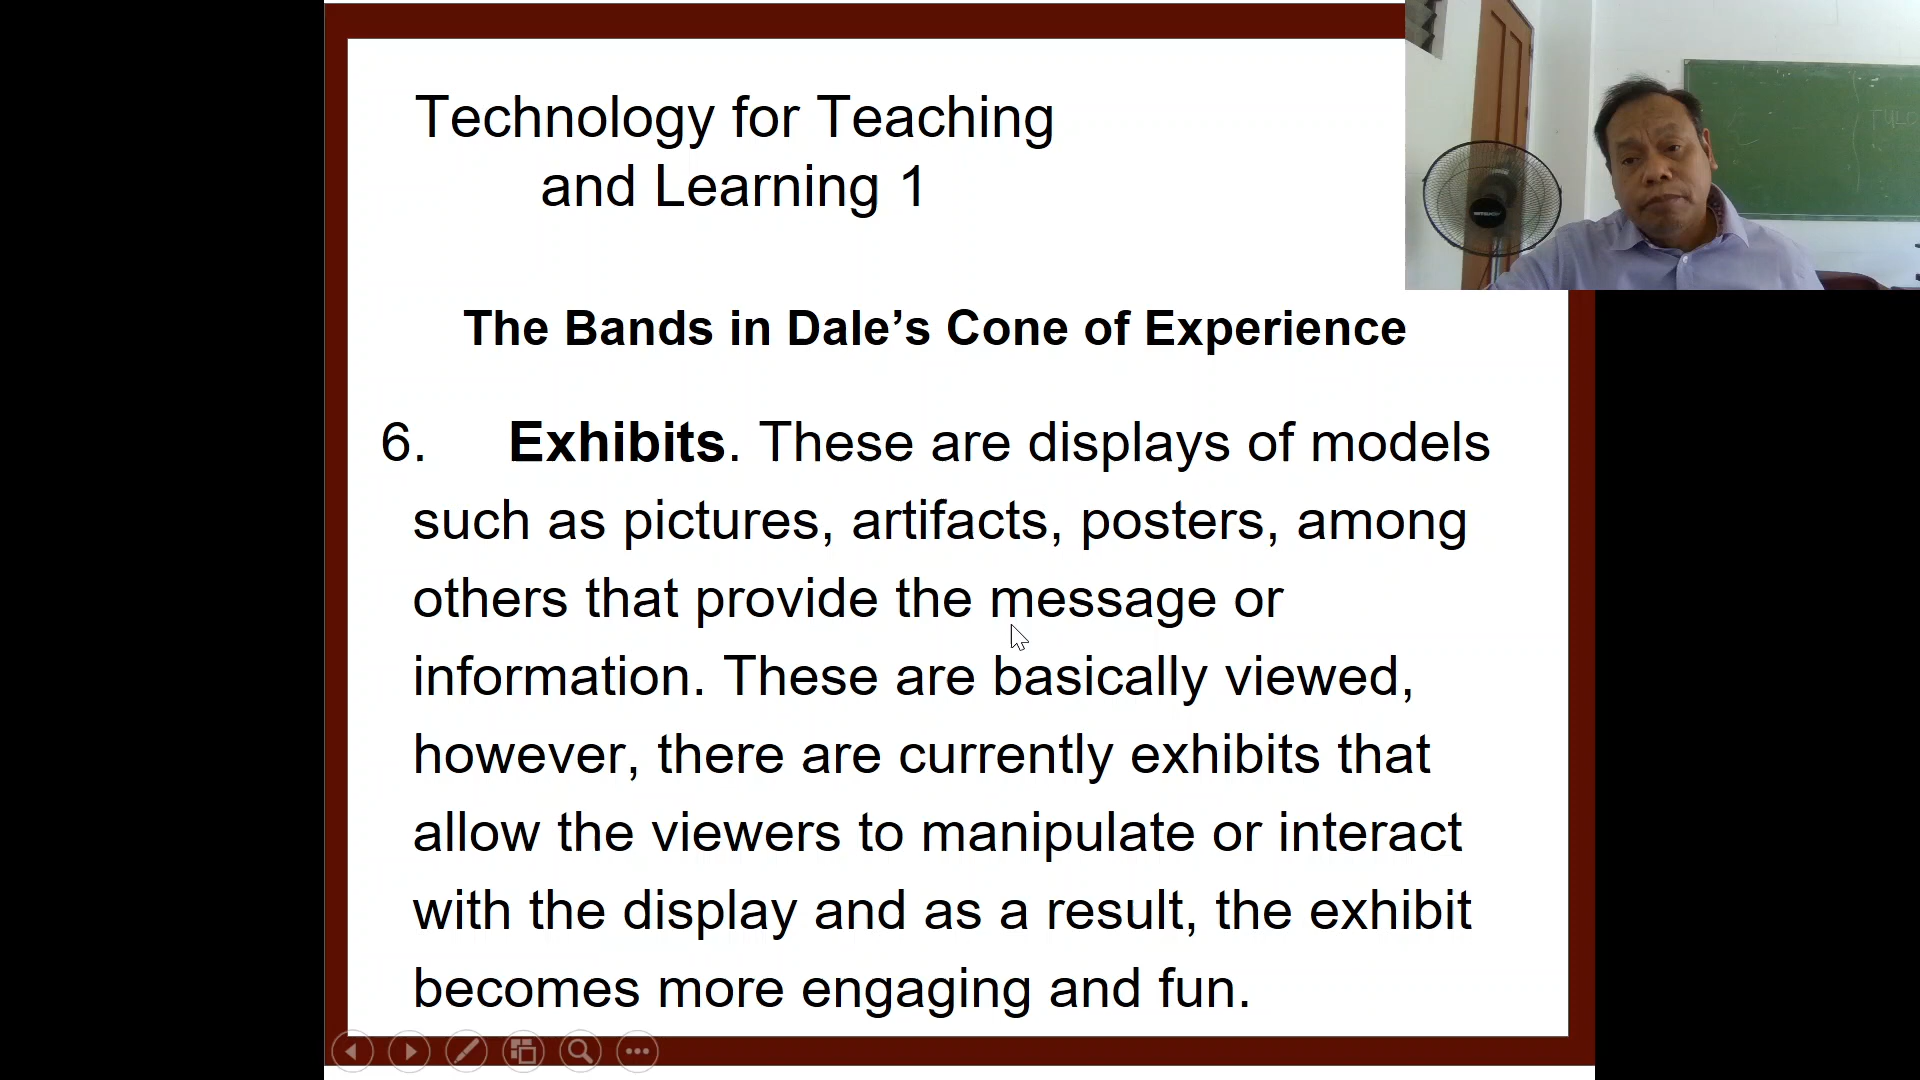 Technology for Teaching
and Learning 1
The Bands in Dale’s Cone of Experience
6. Exhibits. These are displays of models
such as pictures, artifacts, posters, among
others that provide the message or
information. These are basically viewed,
however, there are currently exhibits that
allow the viewers to manipulate or interact
with the display and as a result, the exhibit
becomes more engaging and fun.